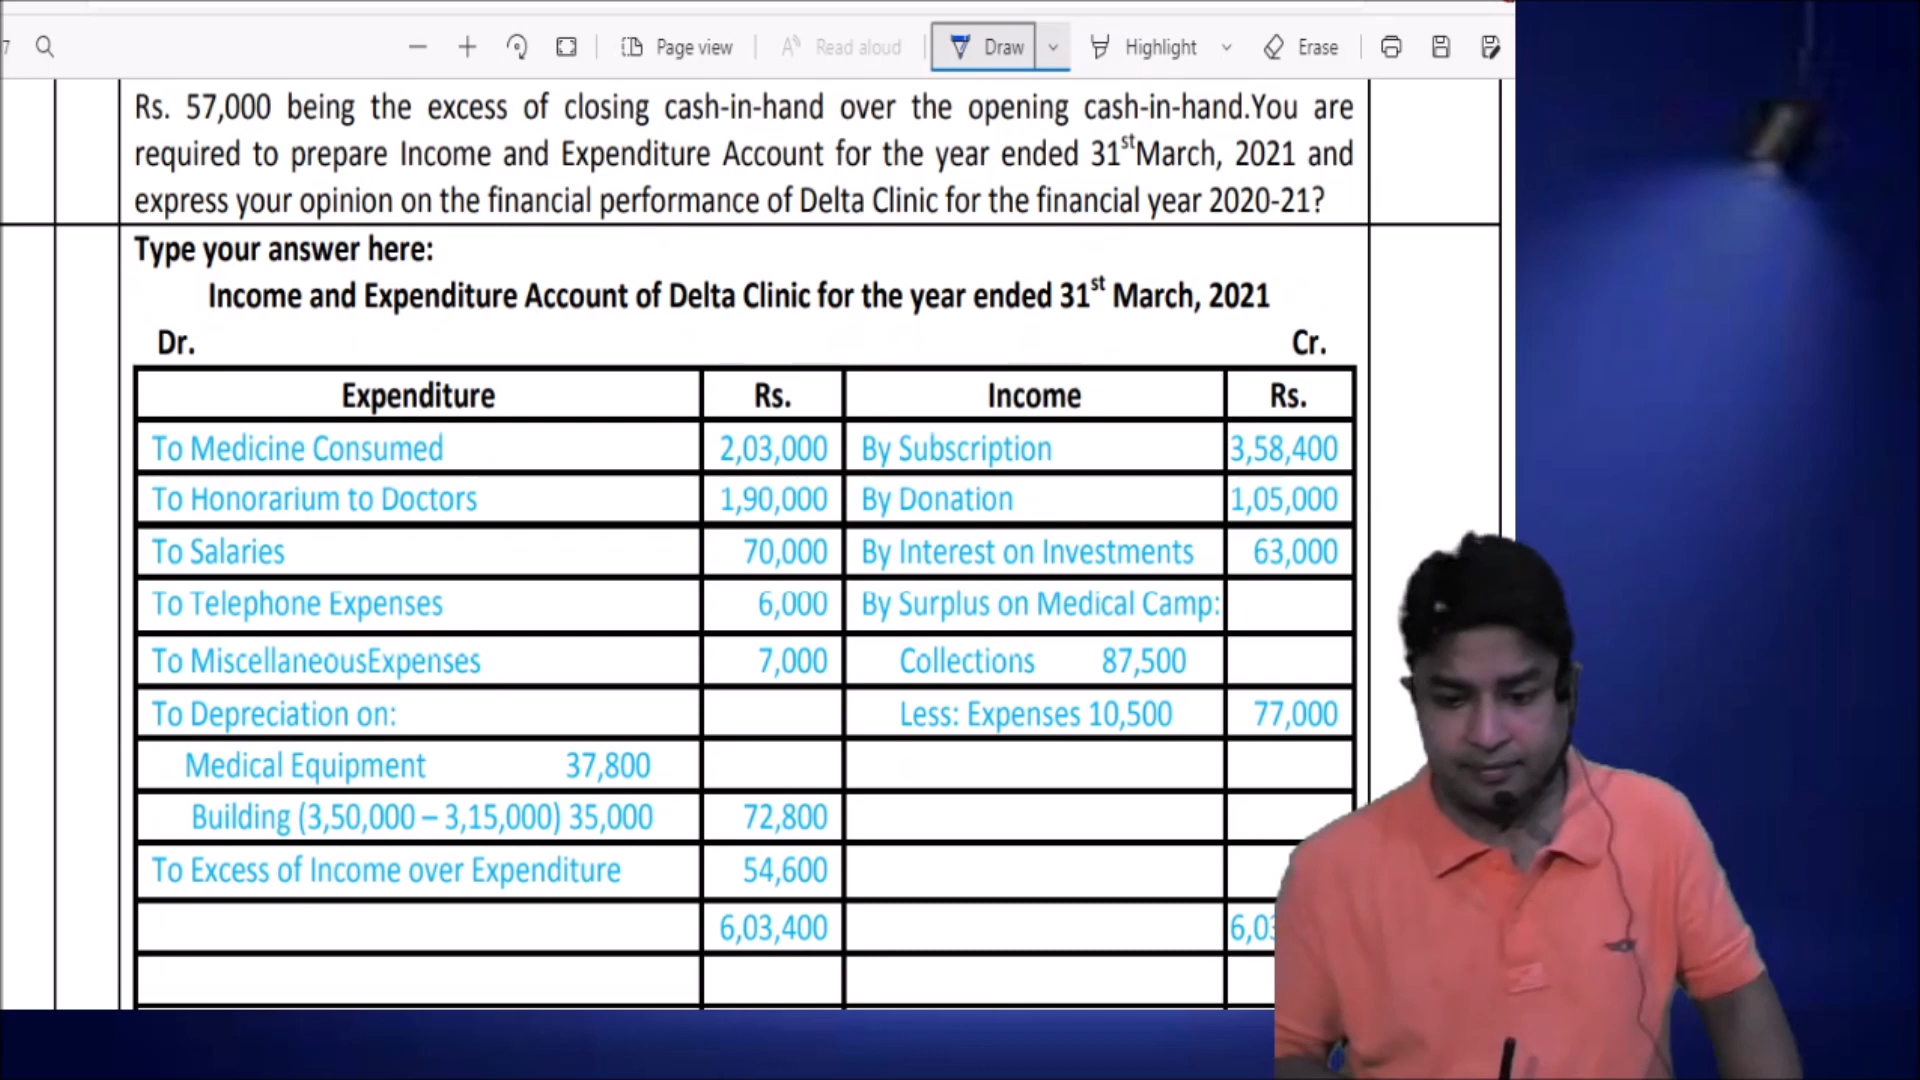 7 Page view Read aloud Draw Highlight Erase
Rs. 57,000 being the excess of closing cash-in-hand over the opening cash-in-hand.You are
required to prepare Income and Expenditure Account for the year ended 31st March, 2021 and
express your opinion on the financial performance of Delta Clinic for the financial year 2020-21?
Type your answer here:
Income and Expenditure Account of Delta Clinic for the year ended 31st March, 2021
Dr. Cr.
Expenditure Rs. Income Rs.
To Medicine Consumed 2,03,000 By Subscription 3,58,400
To Honorarium to Doctors 1,90,000 By Donation 1,05,000
To Salaries 70,000 By Interest on Investments 63,000
To Telephone Expenses 6,000 By Surplus on Medical Camp:
To MiscellaneousExpenses 7,000 Collections 87,500
To Depreciation on: Less: Expenses 10,500 77,000
Medical Equipment 37,800
Building (3,50,000 – 3,15,000) 35,000 72,800
To Excess of Income over Expenditure 54,600
6,03,400 6,03